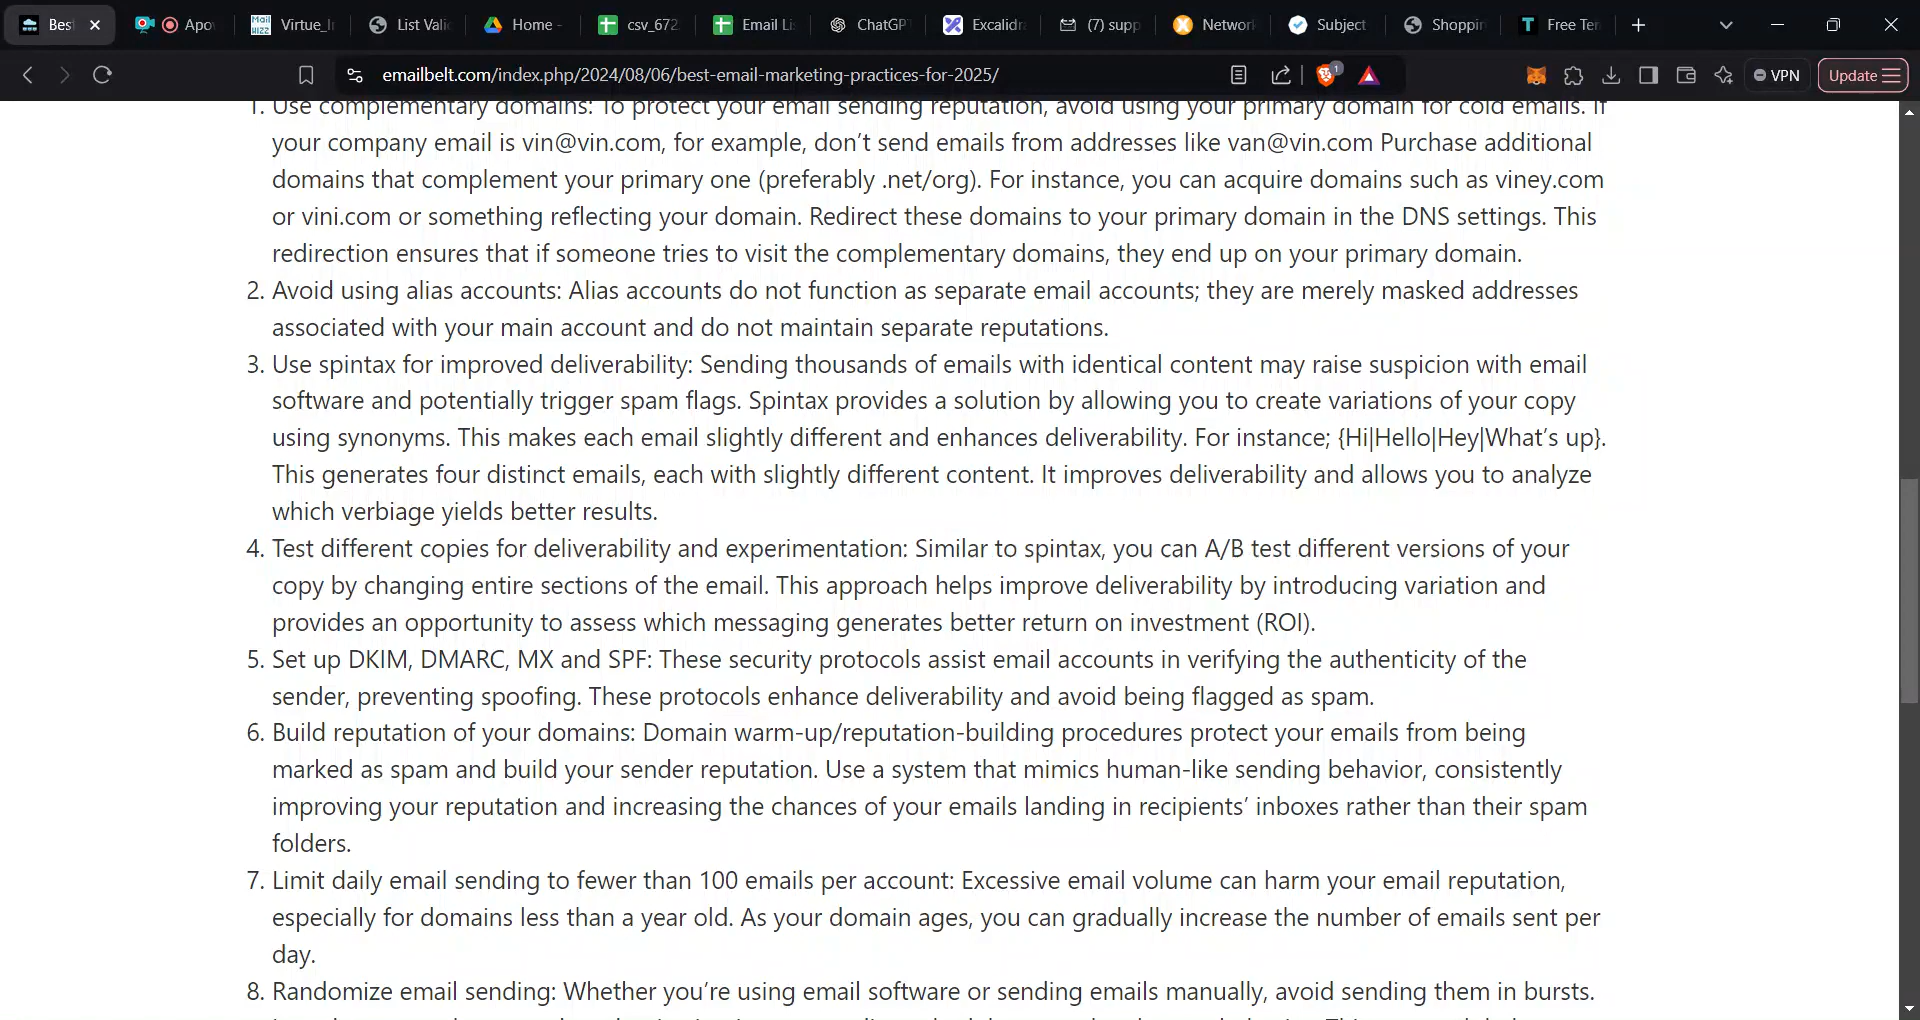 Best
Apo
Virtue_I
List Vali
Home -
csv_672
Email Li
ChatGP
Excalidr
(7) supp
Networ
Subject
Shoppi
Free Te
emailbelt.com/index.php/2024/08/06/best-email-marketing-practices-for-2025/
1
VPN
Update
1. Use complementary domains: To protect your email sending reputation, avoid using your primary domain for cold emails. If
your company email is vin@vin.com, for example, don’t send emails from addresses like van@vin.com Purchase additional
domains that complement your primary one (preferably .net/org). For instance, you can acquire domains such as viney.com
or vini.com or something reflecting your domain. Redirect these domains to your primary domain in the DNS settings. This
redirection ensures that if someone tries to visit the complementary domains, they end up on your primary domain.
2. Avoid using alias accounts: Alias accounts do not function as separate email accounts; they are merely masked addresses
associated with your main account and do not maintain separate reputations.
3. Use spintax for improved deliverability: Sending thousands of emails with identical content may raise suspicion with email
software and potentially trigger spam flags. Spintax provides a solution by allowing you to create variations of your copy
using synonyms. This makes each email slightly different and enhances deliverability. For instance; {Hi|Hello|Hey|What’s up}.
This generates four distinct emails, each with slightly different content. It improves deliverability and allows you to analyze
which verbiage yields better results.
4. Test different copies for deliverability and experimentation: Similar to spintax, you can A/B test different versions of your
copy by changing entire sections of the email. This approach helps improve deliverability by introducing variation and
provides an opportunity to assess which messaging generates better return on investment (ROI).
5. Set up DKIM, DMARC, MX and SPF: These security protocols assist email accounts in verifying the authenticity of the
sender, preventing spoofing. These protocols enhance deliverability and avoid being flagged as spam.
6. Build reputation of your domains: Domain warm-up/reputation-building procedures protect your emails from being
marked as spam and build your sender reputation. Use a system that mimics human-like sending behavior, consistently
improving your reputation and increasing the chances of your emails landing in recipients’ inboxes rather than their spam
folders.
7. Limit daily email sending to fewer than 100 emails per account: Excessive email volume can harm your email reputation,
especially for domains less than a year old. As your domain ages, you can gradually increase the number of emails sent per
day.
8. Randomize email sending: Whether you’re using email software or sending emails manually, avoid sending them in bursts.